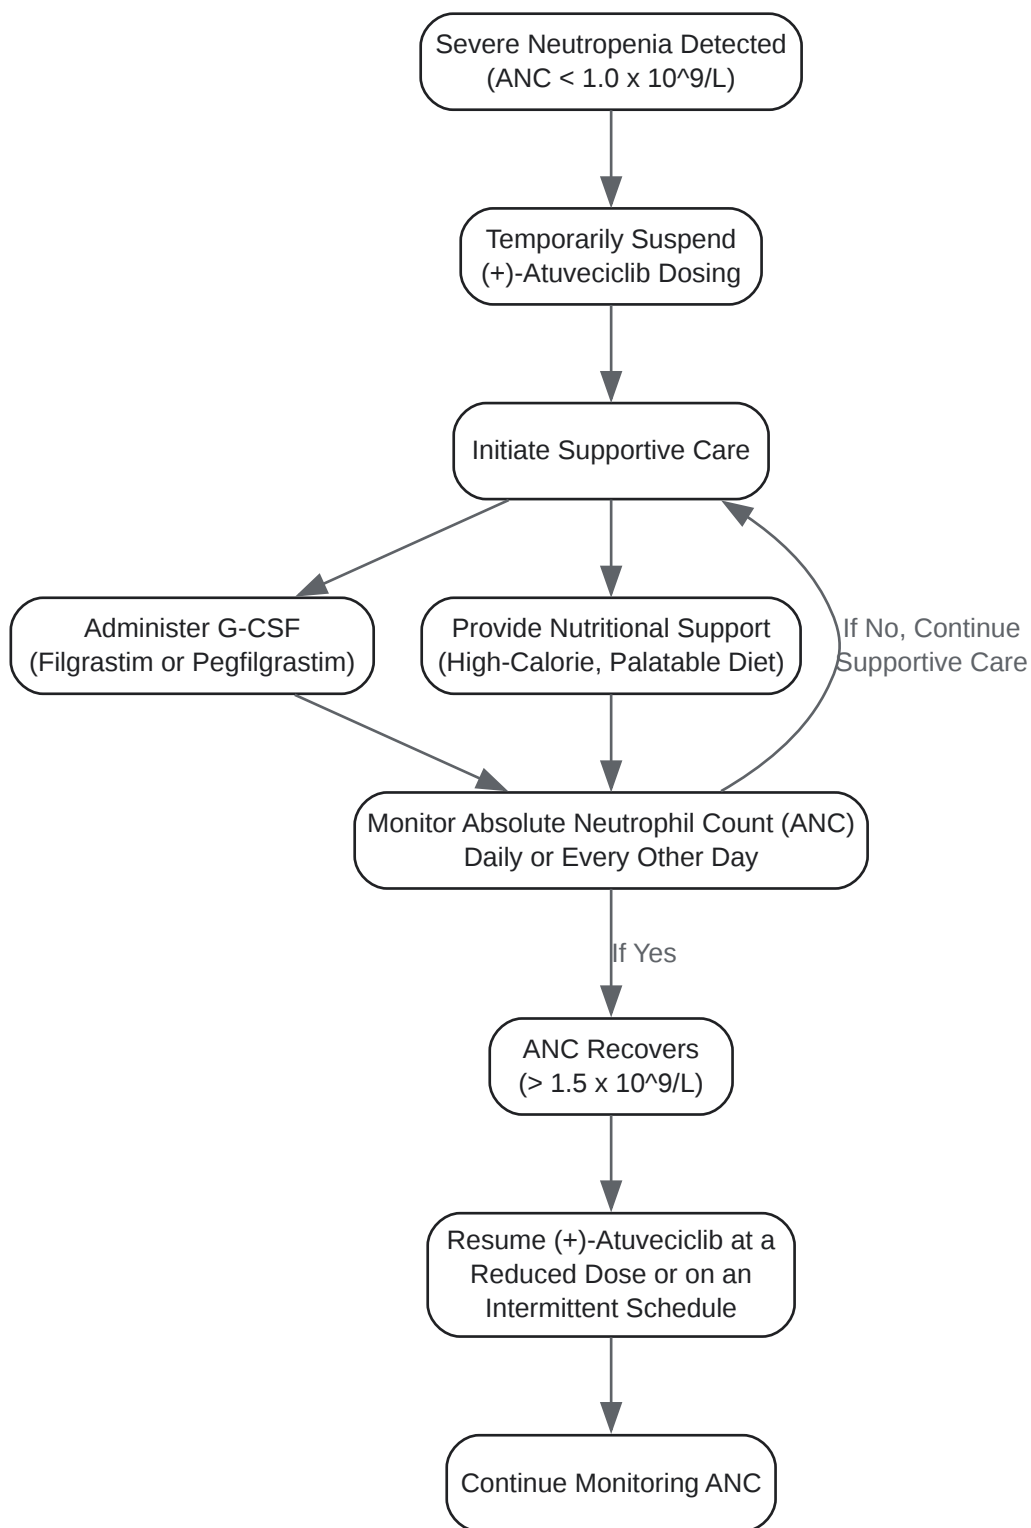 Severe Neutropenia Detected
(ANC < 1.0 x 10^9/L)
Temporarily Suspend
(+)-Atuveciclib Dosing
Initiate Supportive Care
Administer G-CSF
(Filgrastim or Pegfilgrastim)
Provide Nutritional Support
(High-Calorie, Palatable Diet)
If No, Continue
Supportive Care
Monitor Absolute Neutrophil Count (ANC)
Daily or Every Other Day
If Yes
ANC Recovers
(> 1.5 x 10^9/L)
Resume (+)-Atuveciclib at a
Reduced Dose or on an
Intermittent Schedule
Continue Monitoring ANC